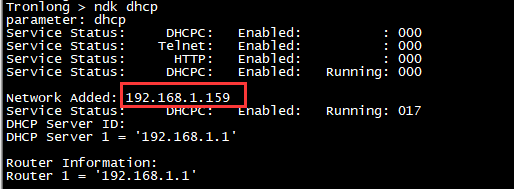 Tronlong > ndk dhcp
parameter: dhcp
Service Status: DHCPC: Enabled: : 000
Service Status: Telnet: Enabled: : 000
Service Status: HTTP: Enabled: : 000
Service Status: DHCPC: Enabled: Running: 000
Network Added: 192.168.1.159
Service Status: DHCPC: Enabled: Running: 017
DHCP Server ID:
DHCP Server 1 = '192.168.1.1'
Router Information:
Router 1 = '192.168.1.1'